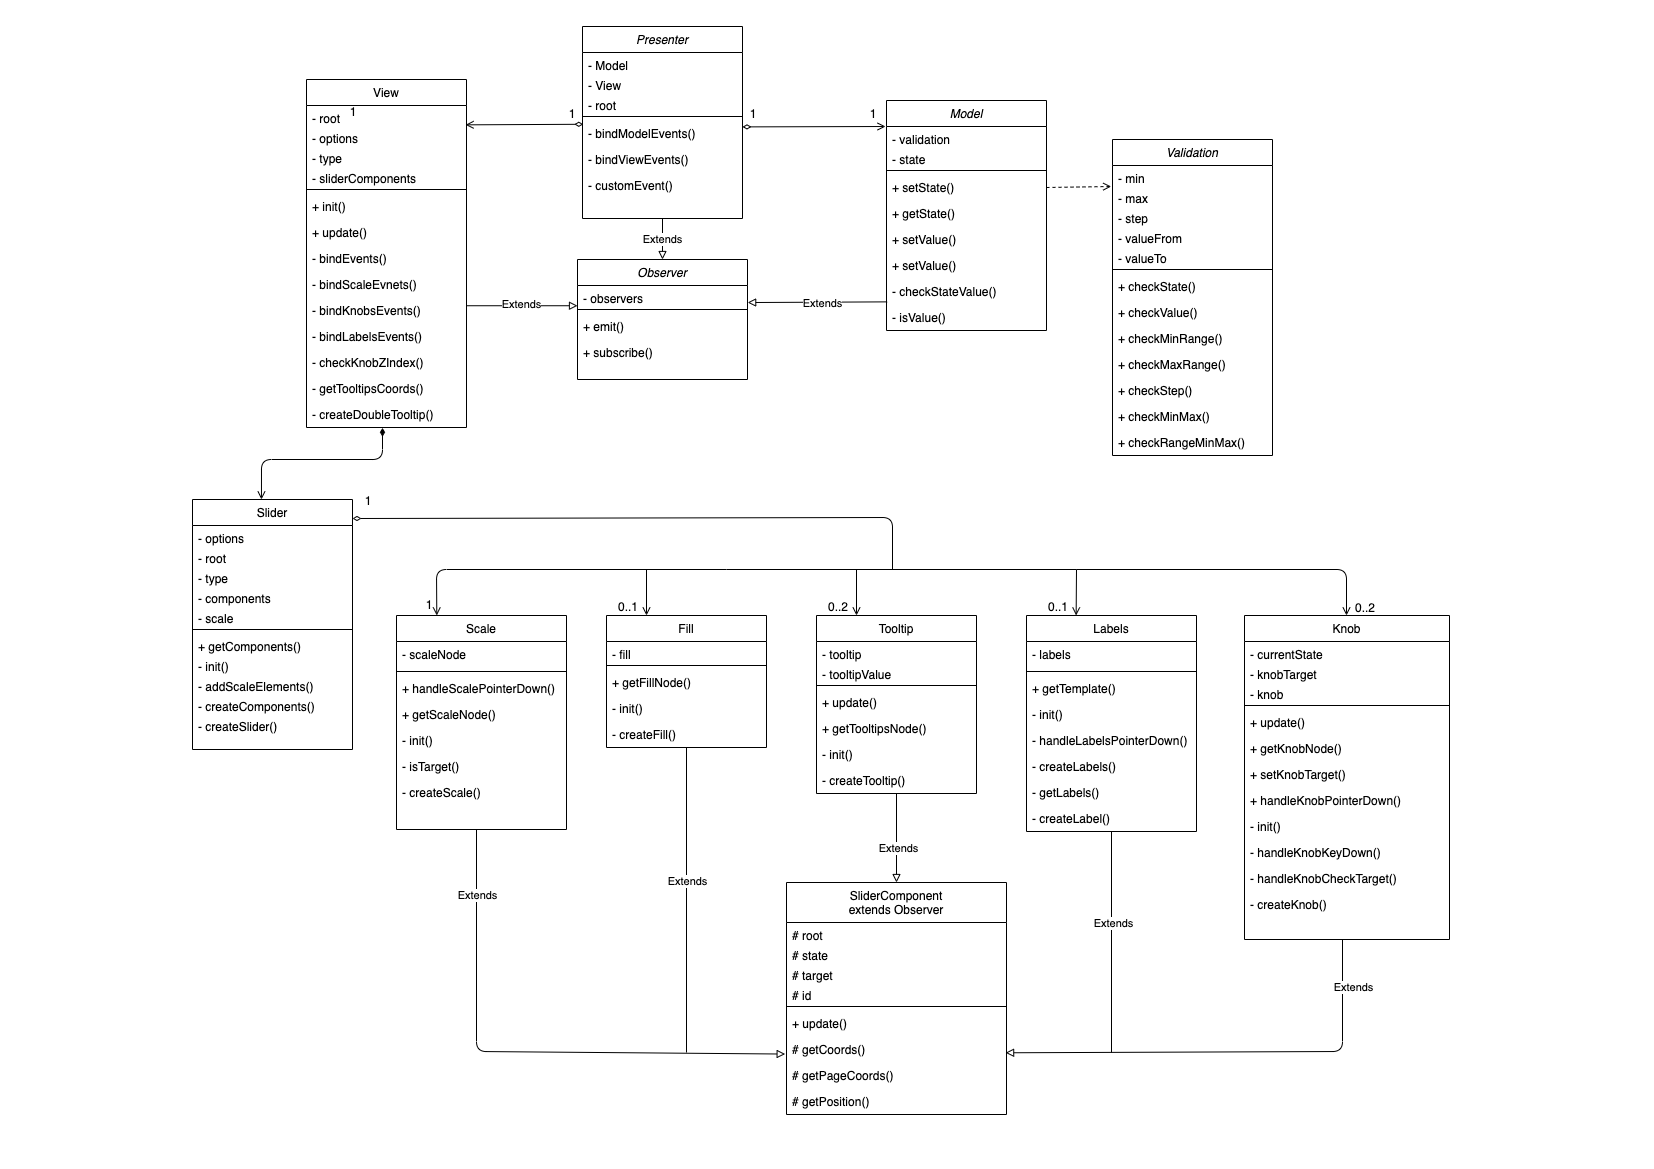 Presenter
- Model
- View
- root
- bindModelEvents()
- bindViewEvents()
- customEvent()
View
1
- root
- options
- type
- sliderComponents
+ init()
+ update()
- bindEvents()
- bindScaleEvnets()
- bindKnobsEvents()
- bindLabelsEvents()
- checkKnobZIndex()
- getTooltipsCoords()
- createDoubleTooltip()
1
1
1
Model
- validation
- state
+ setState()
+ getState()
+ setValue()
+ setValue()
- checkStateValue()
- isValue()
Validation
- min
- max
- step
- valueFrom
- valueTo
+ checkState()
+ checkValue()
+ checkMinRange()
+ checkMaxRange()
+ checkStep()
+ checkMinMax()
+ checkRangeMinMax()
Extends
Extends
Extends
Observer
- observers
+ emit()
+ subscribe()
Slider
- options
- root
- type
- components
- scale
+ getComponents()
- init()
- addScaleElements()
- createComponents()
- createSlider()
1
1
0..1
0..2
0..1
0..2
Scale
- scaleNode
+ handleScalePointerDown()
+ getScaleNode()
- init()
- isTarget()
- createScale()
Fill
- fill
+ getFillNode()
- init()
- createFill()
Tooltip
- tooltip
- tooltipValue
+ update()
+ getTooltipsNode()
- init()
- createTooltip()
Labels
- labels
+ getTemplate()
- init()
- handleLabelsPointerDown()
- createLabels()
- getLabels()
- createLabel()
Knob
- currentState
- knobTarget
- knob
+ update()
+ getKnobNode()
+ setKnobTarget()
+ handleKnobPointerDown()
- init()
- handleKnobKeyDown()
- handleKnobCheckTarget()
- createKnob()
Extends
Extends
Extends
Extends
Extends
SliderComponent
extends Observer
# root
# state
# target
# id
+ update()
# getCoords()
# getPageCoords()
# getPosition()